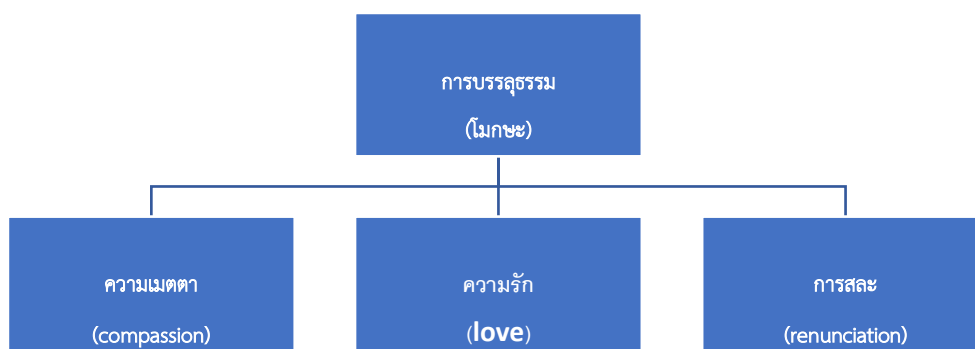 การบรรลุธรรม
(โมกษะ)
ความเมตตา
(compassion)
ความรัก
(love)
การสละ
(renunciation)